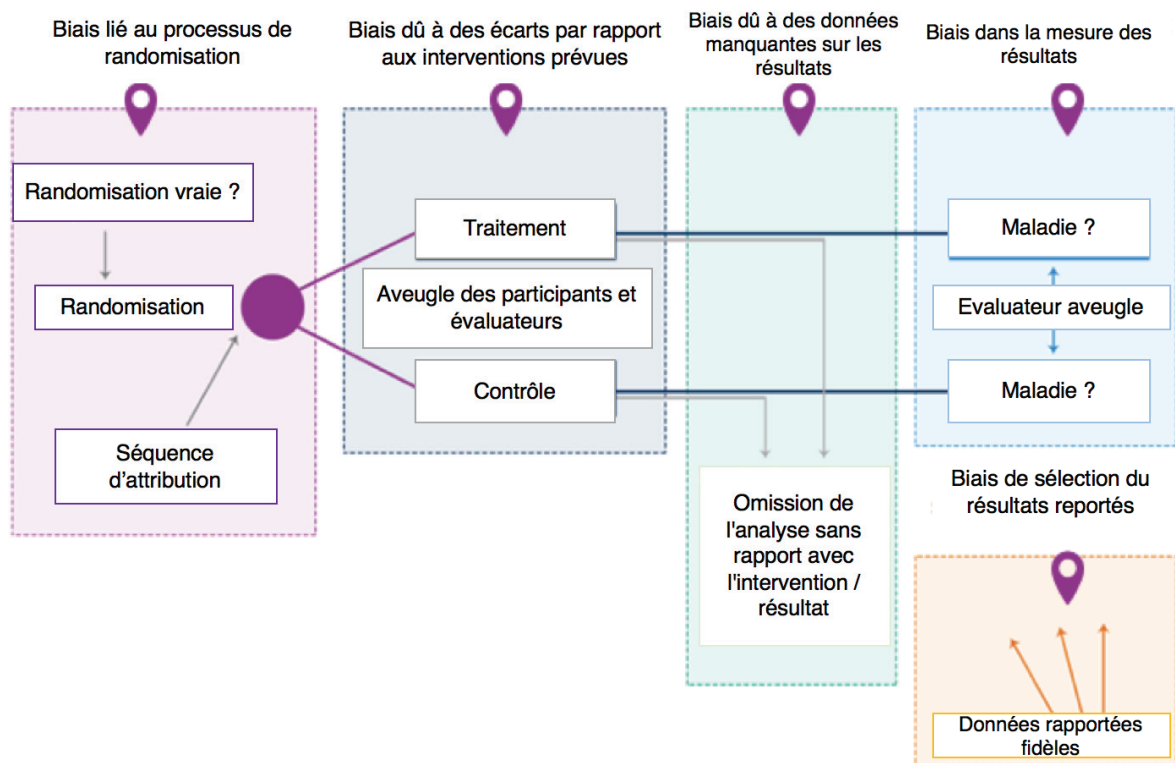 Biais lié au processus de
randomisation
Biais dû à des écarts par rapport
aux interventions prévues
Biais dû à des données
manquantes sur les
résultats
Biais dans la mesure des
résultats
Randomisation vraie ?
Randomisation
Séquence
d'attribution
Traitement
Aveugle des participants et
évaluateurs
Contrôle
Omission de
l'analyse sans
rapport avec
l'intervention /
résultat
Maladie ?
Evaluateur aveugle
Maladie ?
Biais de sélection du
résultats reportés
Données rapportées
fidèles